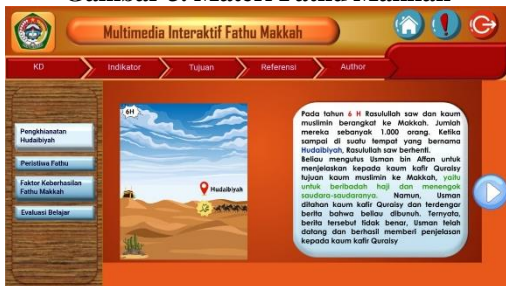 Multimedia Interaktif Fathu Makkah
KD
Indikator
Tujuan
Referensi
Author
Pengkhianatan
Hudaibiyah
Peristiwa Fathu
Faktor Keberhasilan
Fathu Makkah
Evaluasi Belajar
6H
Hudaibiyah
Pada tahun 6 H Rasulullah saw dan kaum
muslimin berangkat ke Makkah. Jumlah
mereka sebanyak 1.000 orang. Ketika
sampai di suatu tempat yang bernama
Hudaibiyah, Rasulullah saw berhenti.
Beliau mengutus Usman bin Affan untuk
menjelaskan kepada kaum kafir Quraisy
tujuan kaum muslimin ke Makkah, yaitu
untuk beribadah haji dan menengok
saudara-saudaranya. Namun, Usman
ditahan kaum kafir Quraisy dan terdengar
berita bahwa beliau dibunuh. Ternyata,
berita tersebut tidak benar, Usman telah
datang dan berhasil memberi penjelasan
kepada kaum kafir Quraisy